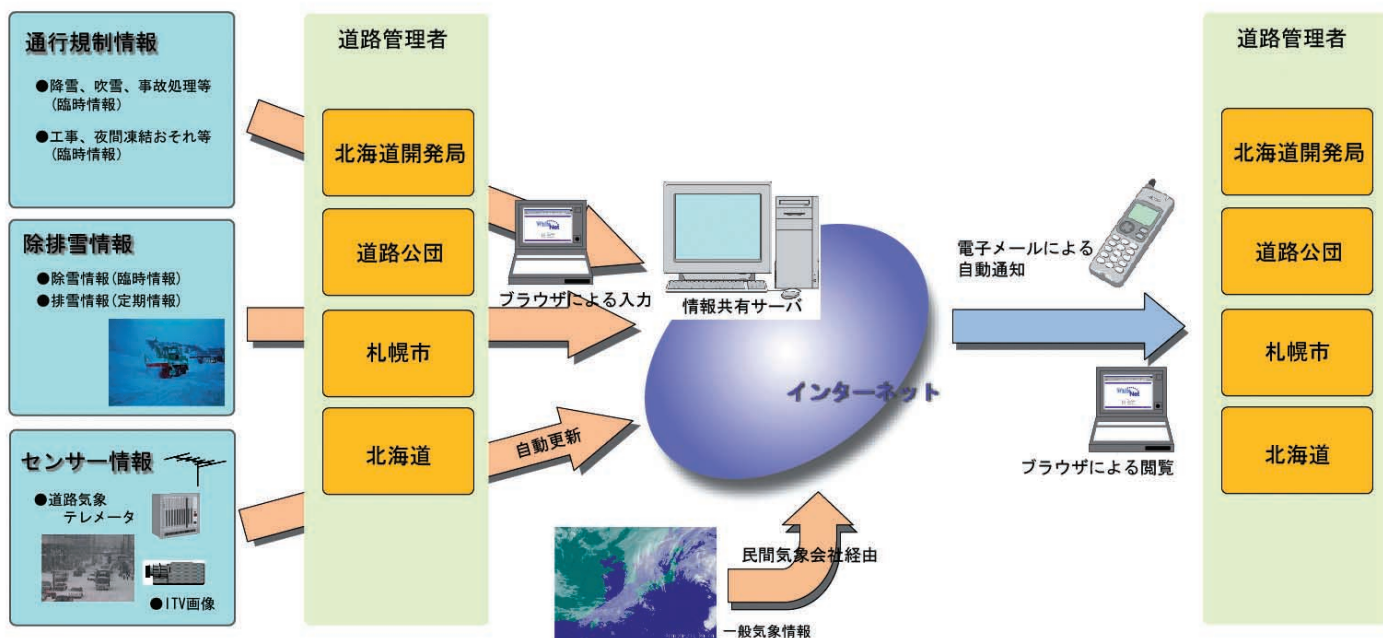 通行規制情報
●降雪、吹雪、事故処理等
(臨時情報)
●工事、夜間凍結おそれ等
(臨時情報)
除排雪情報
●除雪情報(臨時情報)
●排雪情報(定期情報)
センサー情報
●道路気象
テレメータ
●ITV画像
道路管理者
北海道開発局
道路公団
札幌市
北海道
ブラウザによる入力
自動更新
情報共有サーバ
インターネット
民間気象会社経由
一般気象情報
電子メールによる
自動通知
ブラウザによる閲覧
道路管理者
北海道開発局
道路公団
札幌市
北海道